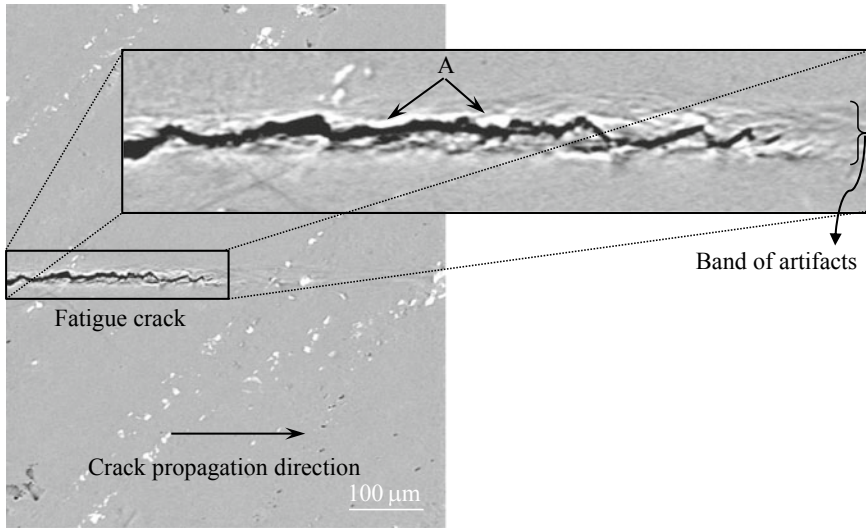 A
Band of artifacts
Fatigue crack
Crack propagation direction
100 μm